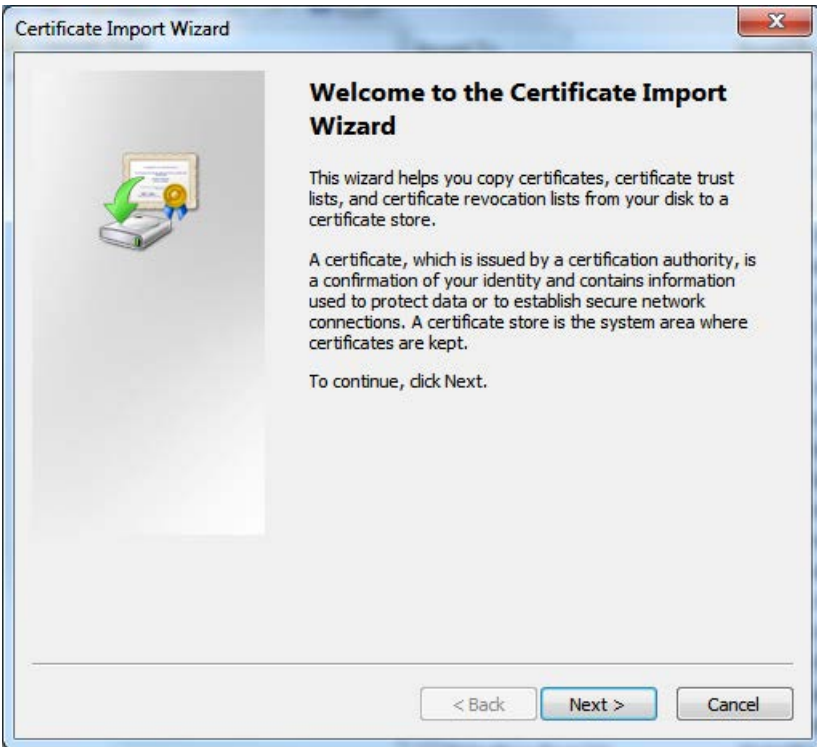 Certificate Import Wizard
Welcome to the Certificate Import
Wizard
This wizard helps you copy certificates, certificate trust
lists, and certificate revocation lists from your disk to a
certificate store.
A certificate, which is issued by a certification authority, is
a confirmation of your identity and contains information
used to protect data or to establish secure network
connections. A certificate store is the system area where
certificates are kept.
To continue, click Next.
< Back
Next >
Cancel